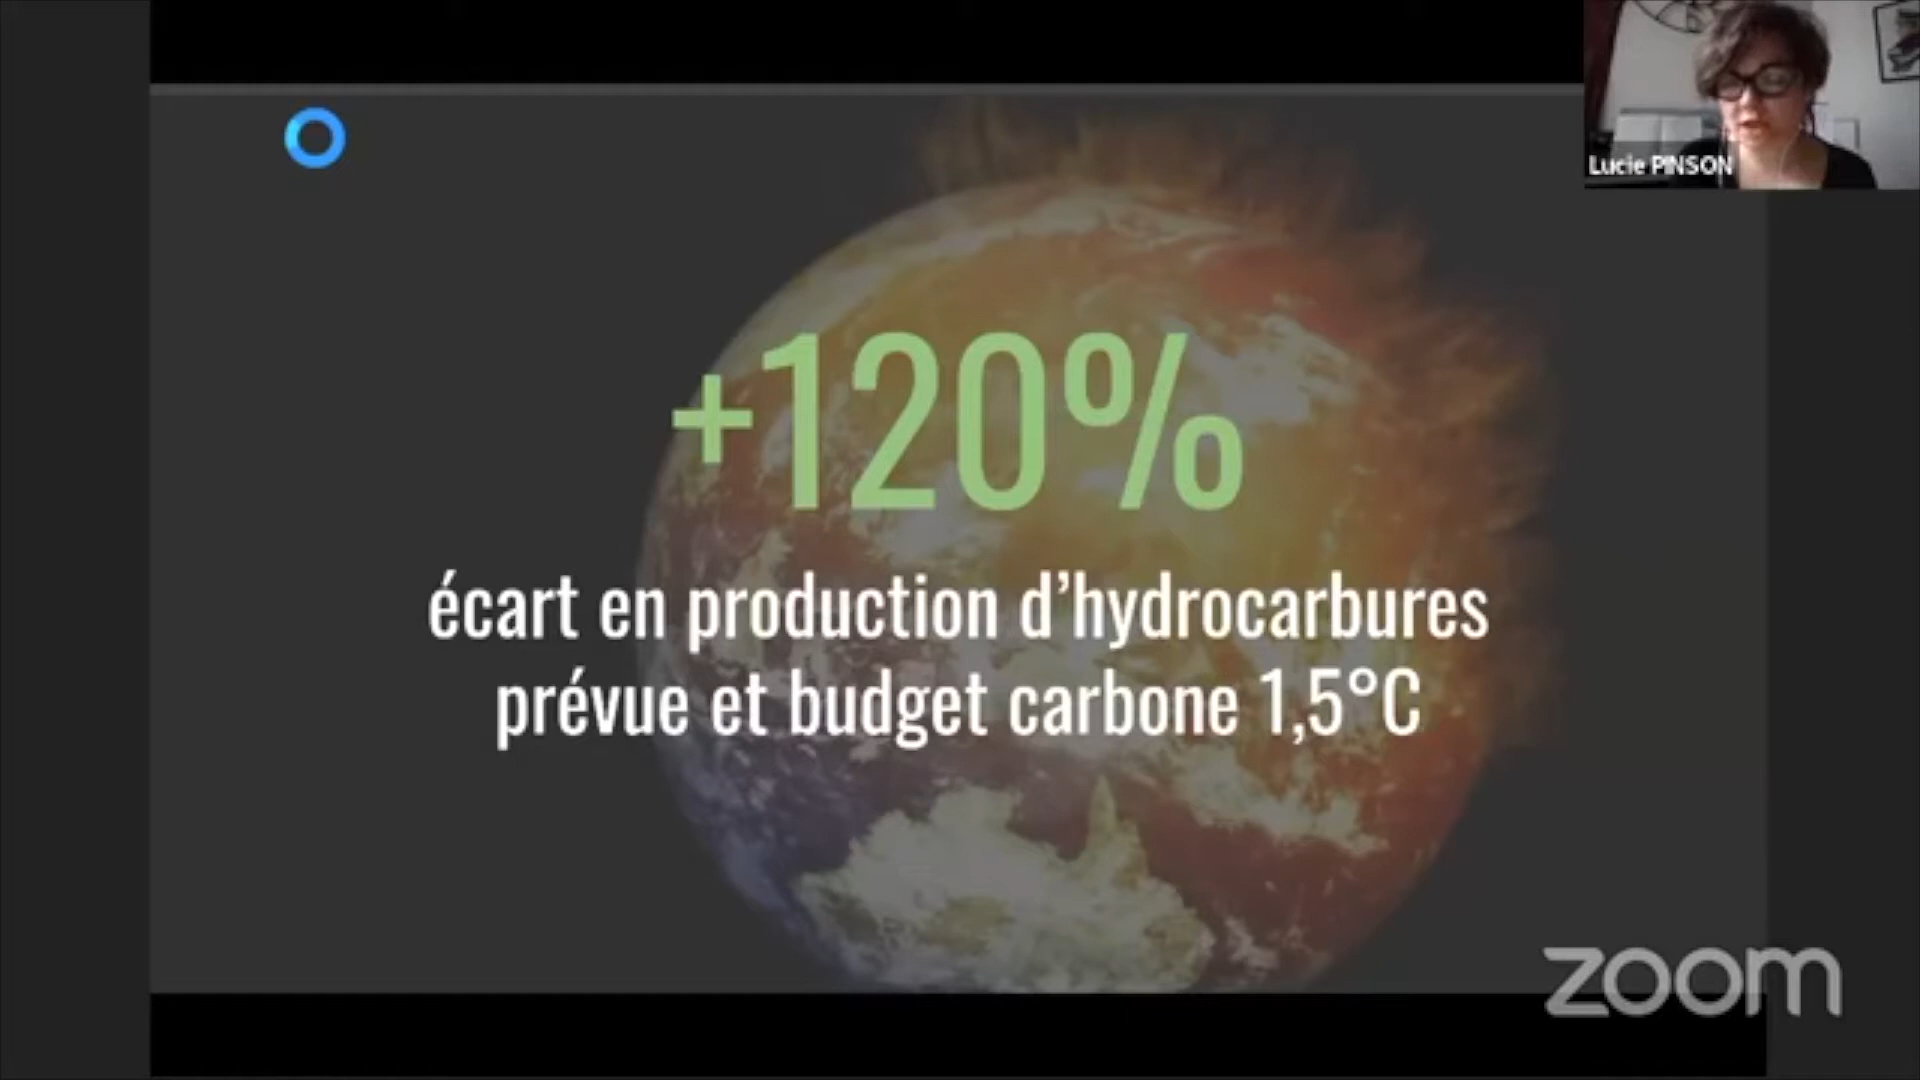 Lucie PINSON
+120%
écart en production d’hydrocarbures
prévue et budget carbone 1,5°C
zoom